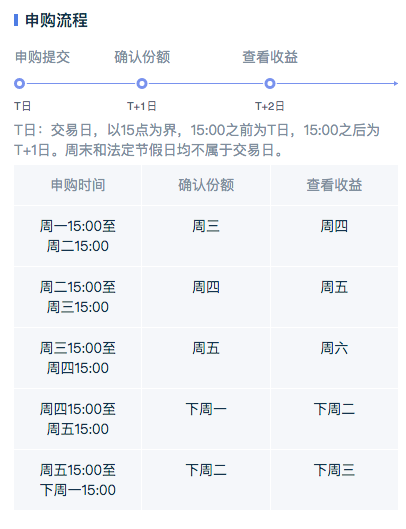 申购流程
申购提交 确认份额 查看收益
T日 T+1日 T+2日
T日：交易日，以15点为界，15:00之前为T日，15:00之后为
T+1日。周末和法定节假日均不属于交易日。
申购时间 确认份额 查看收益
周一15:00至 周三 周四
周二15:00
周二15:00至 周四 周五
周三15:00
周三15:00至 周五 周六
周四15:00
周四15:00至 下周一 下周二
周五15:00
周五15:00至 下周二 下周三
下周一15:00